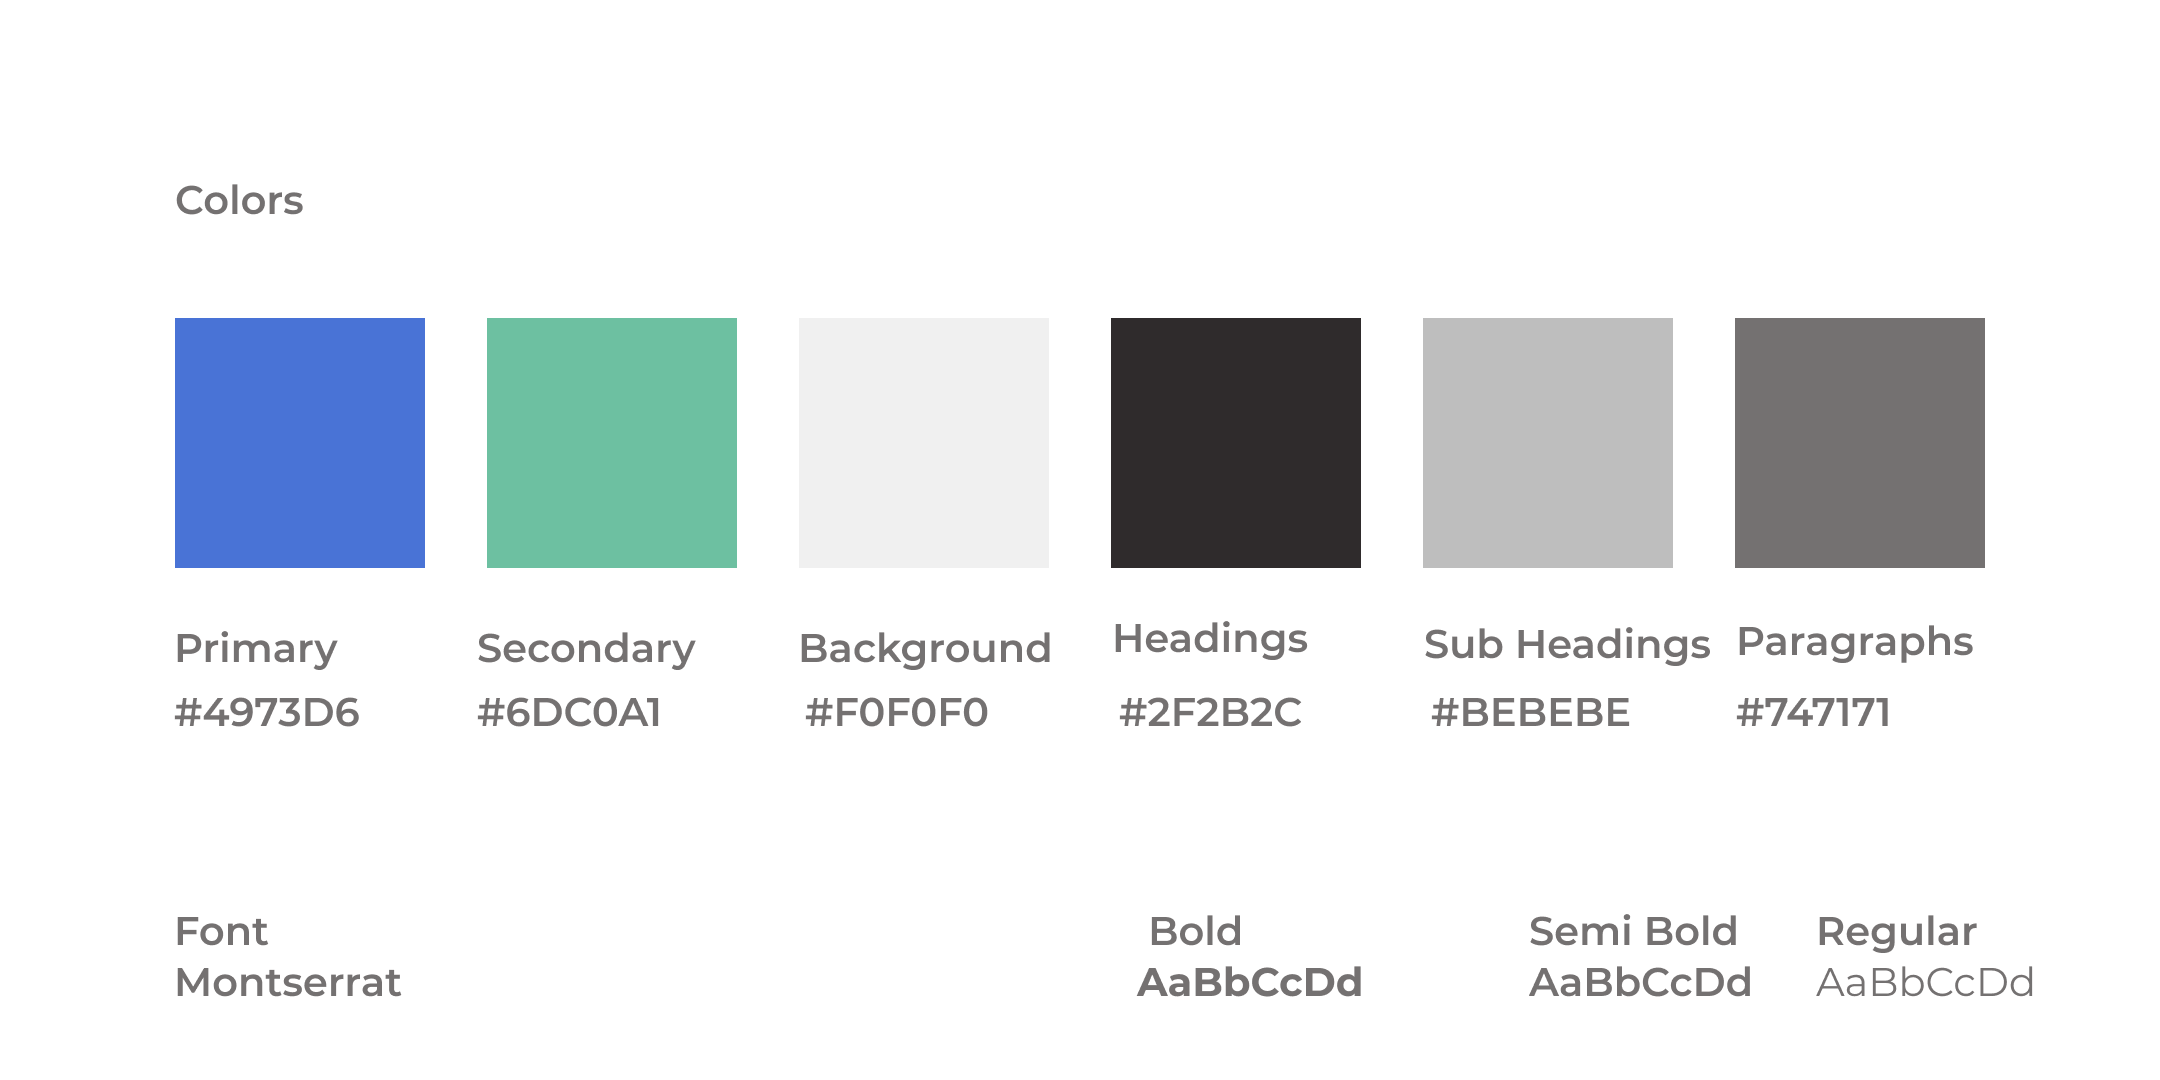 Colors
Primary
#4973D6
Secondary
#6DC0A1
Background
#F0F0F0
Headings
#2F2B2C
Sub Headings
#BEBEBE
Paragraphs
#747171
Font
Montserrat
Bold
AaBbCcDd
Semi Bold
AaBbCcDd
Regular
AaBbCcDd